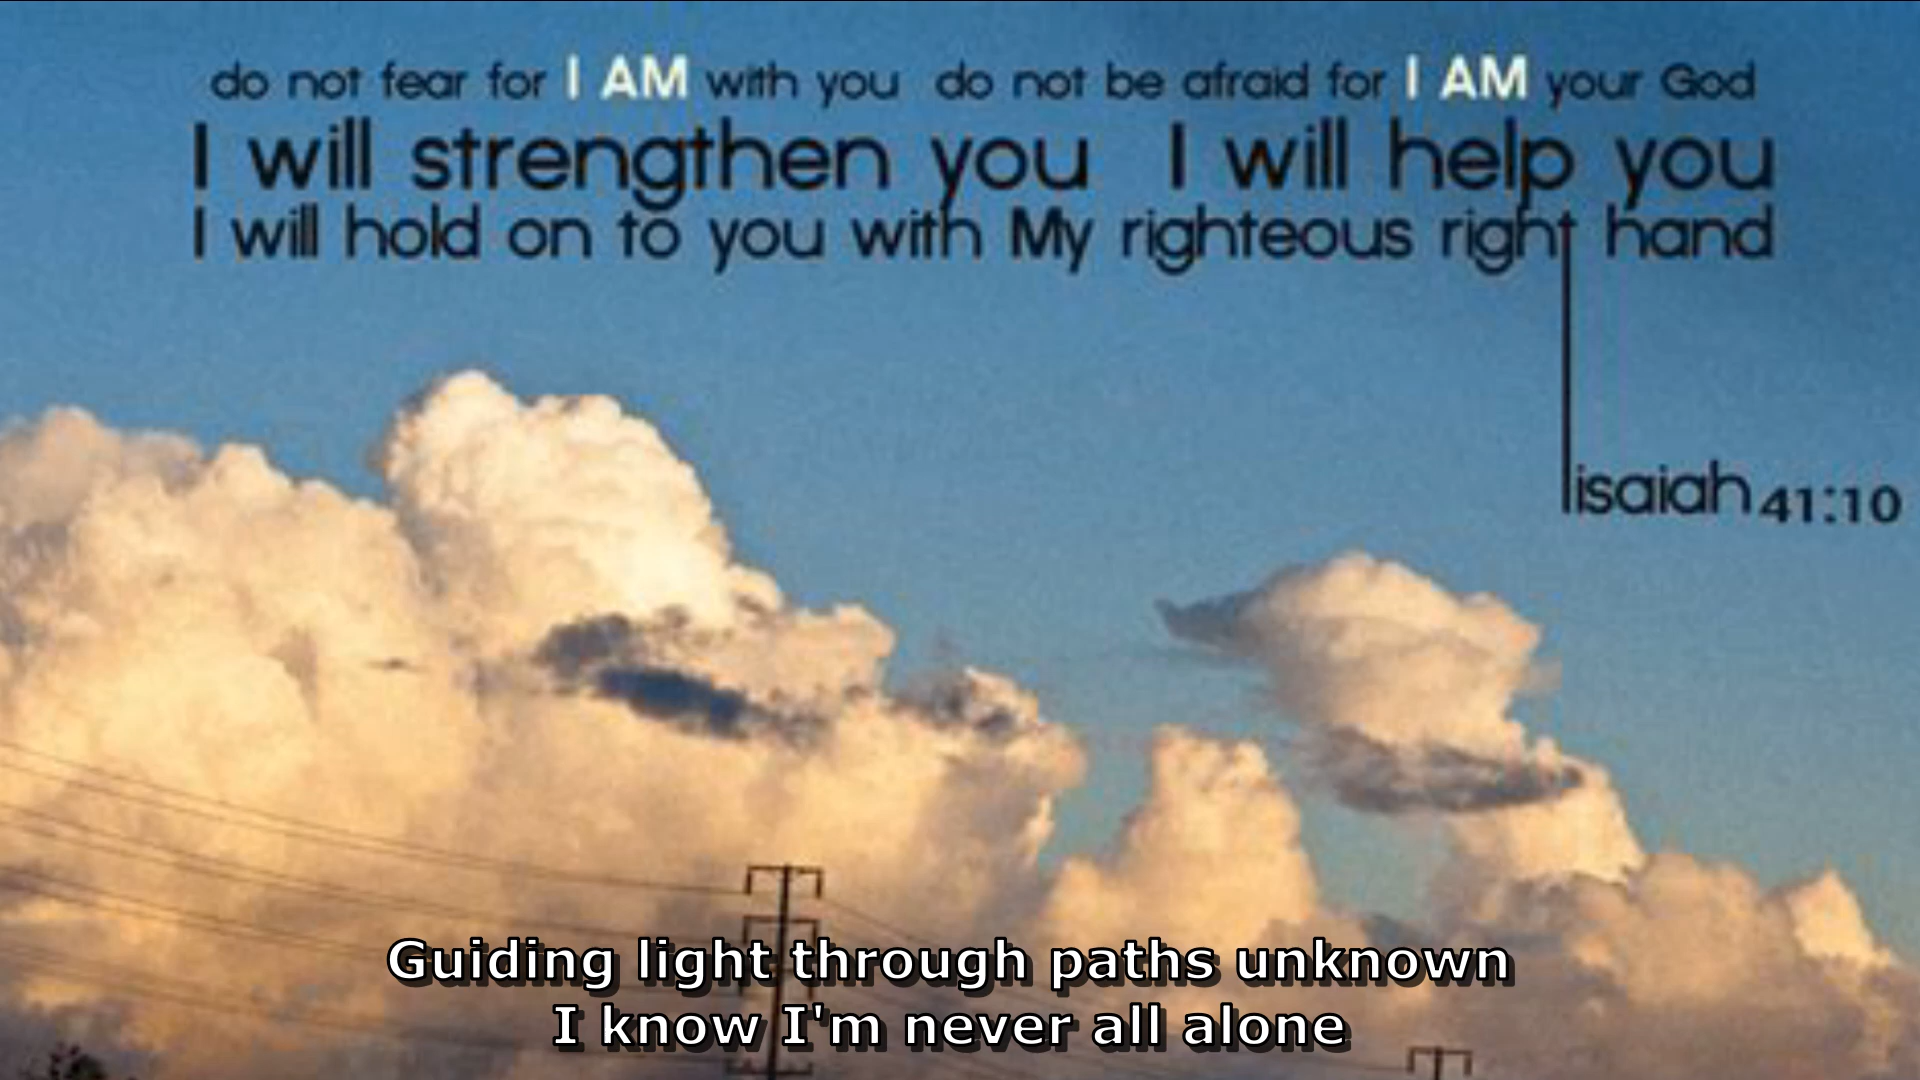 do not fear for I AM with you do not be afraid for I AM your God
I will strengthen you I will help you
I will hold on to you with My righteous right hand
isaiah 41:10
Guiding light through paths unknown
I know I'm never all alone